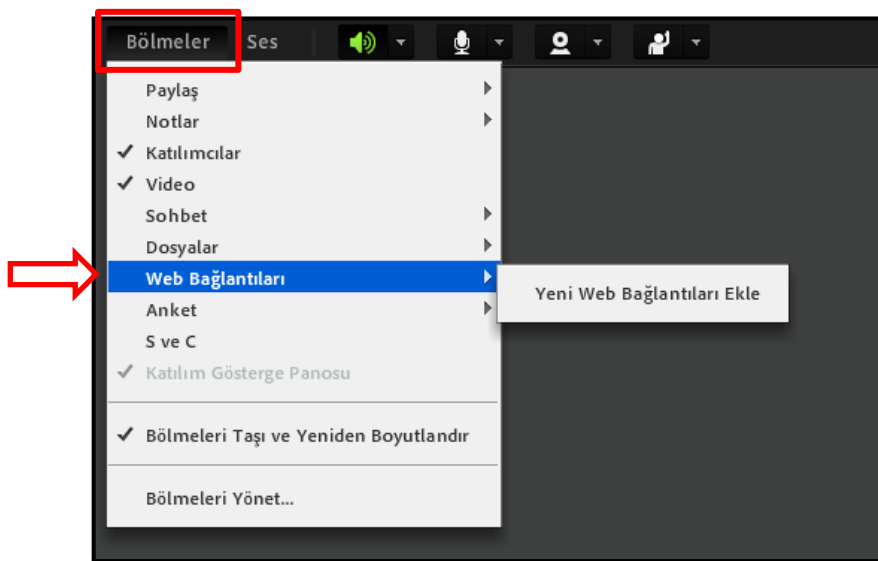 Bölmeler Ses
Paylaş
Notlar
Katılımcılar
Video
Sohbet
Dosyalar
Web Bağlantıları
Yeni Web Bağlantıları Ekle
Anket
S ve C
Katılım Gösterge Panosu
Bölmeleri Taşı ve Yeniden Boyutlandır
Bölmeleri Yönet...